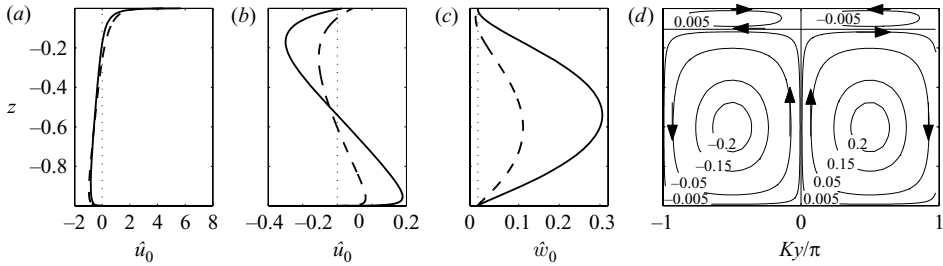 (a) (b) (c) (d)
0.005 –0.005
–0.2
–0.4
z
–0.6
–0.8
–0.2 0.2
–0.15 0.15
–0.05 0.05
–0.005 0.005
–2 0 2 4 6 8 –0.4 –0.2 0 0.2 0 0.1 0.2 0.3 –1 0 1
û₀ û₀ ŵ₀ Ky/π